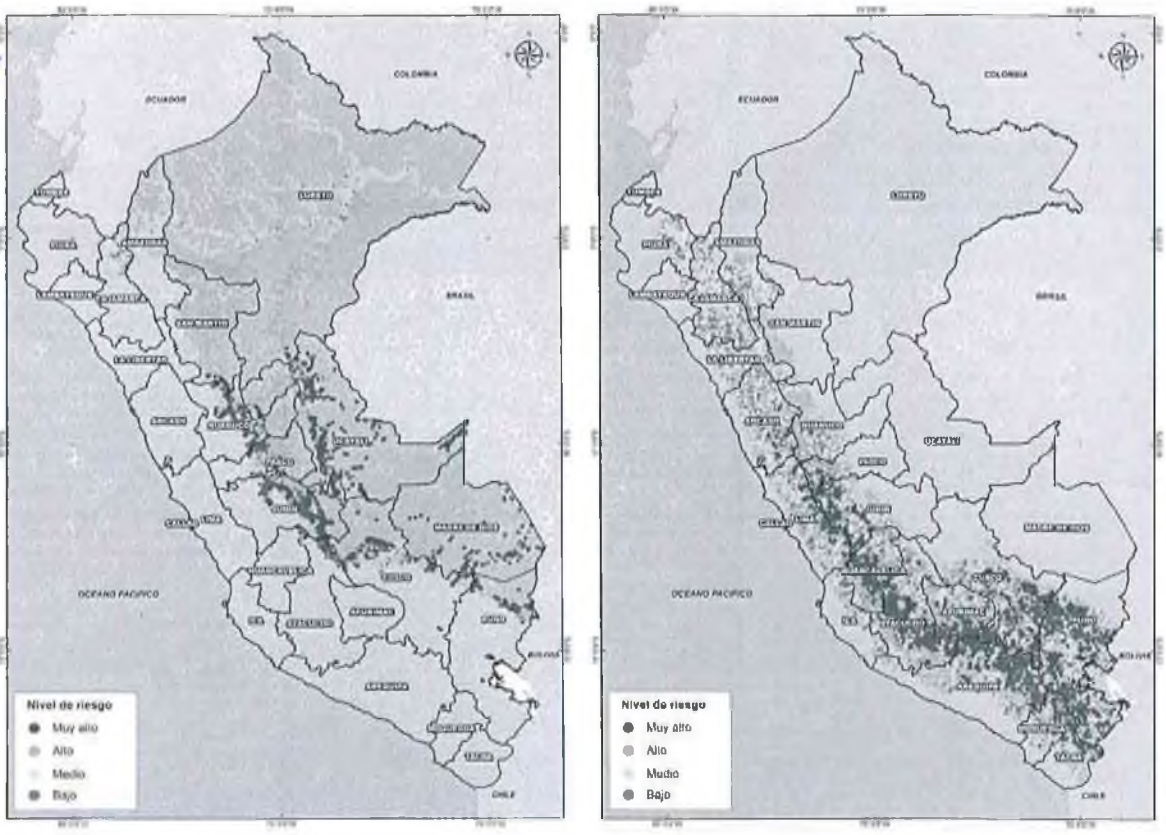 COLOMBIA
ECUADOR
TUMBES
LORETO
AMAZONAS
PIURA
LAMBAYEQUE
CAJAMARCA
BRASIL
SAN MARTIN
LA LIBERTAD
ANCASH
HUANUCO
UCAYALI
PASCO
JUNIN
CALLAO
LIMA
MADRE DE DIOS
HUANCAVELICA
CUSCO
OCEANO PACIFICO
ICA
AYACUCHO
APURIMAC
PUNO
BOLIVIA
AREQUIPA
MOQUEGUA
TACNA
CHILE
Nivel de riesgo
Muy alto
Alto
Medio
Bajo
COLOMBIA
ECUADOR
TUMBES
LORETO
AMAZONAS
PIURA
LAMBAYEQUE
CAJAMARCA
BRASIL
SAN MARTIN
LA LIBERTAD
ANCASH
HUANUCO
UCAYALI
PASCO
JUNIN
CALLAO
LIMA
MADRE DE DIOS
HUANCAVELICA
CUSCO
OCEANO PACIFICO
ICA
AYACUCHO
APURIMAC
PUNO
BOLIVIA
AREQUIPA
MOQUEGUA
TACNA
CHILE
Nivel de riesgo
Muy alto
Alto
Medio
Bajo